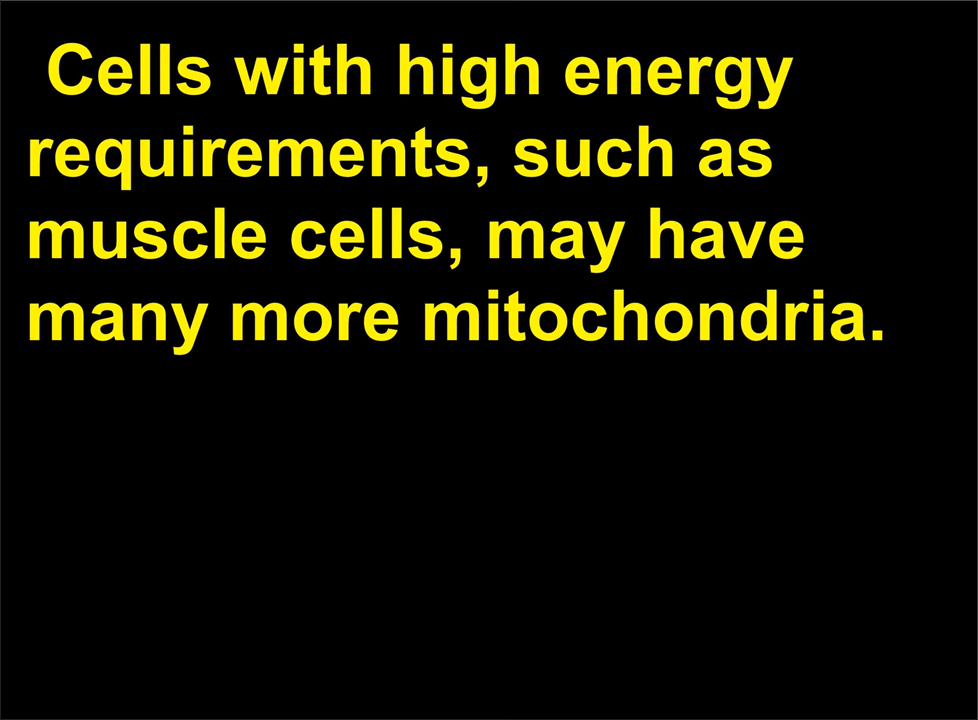 Cells with high energy
requirements, such as
muscle cells, may have
many more mitochondria.